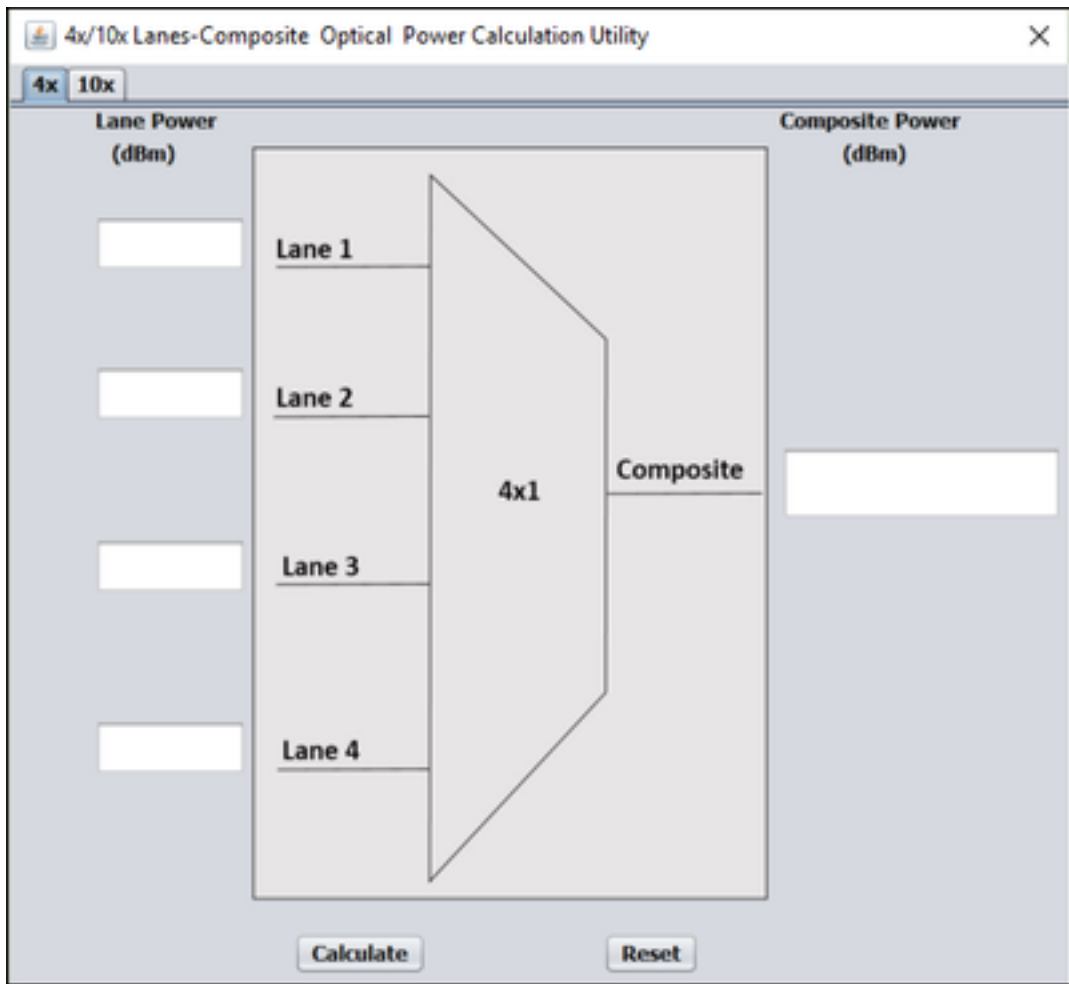 4x/10x Lanes-Composite Optical Power Calculation Utility
4x 10x
Lane Power
(dBm)
Composite Power
(dBm)
Lane 1
Lane 2
Composite
4x1
Lane 3
Lane 4
Calculate Reset